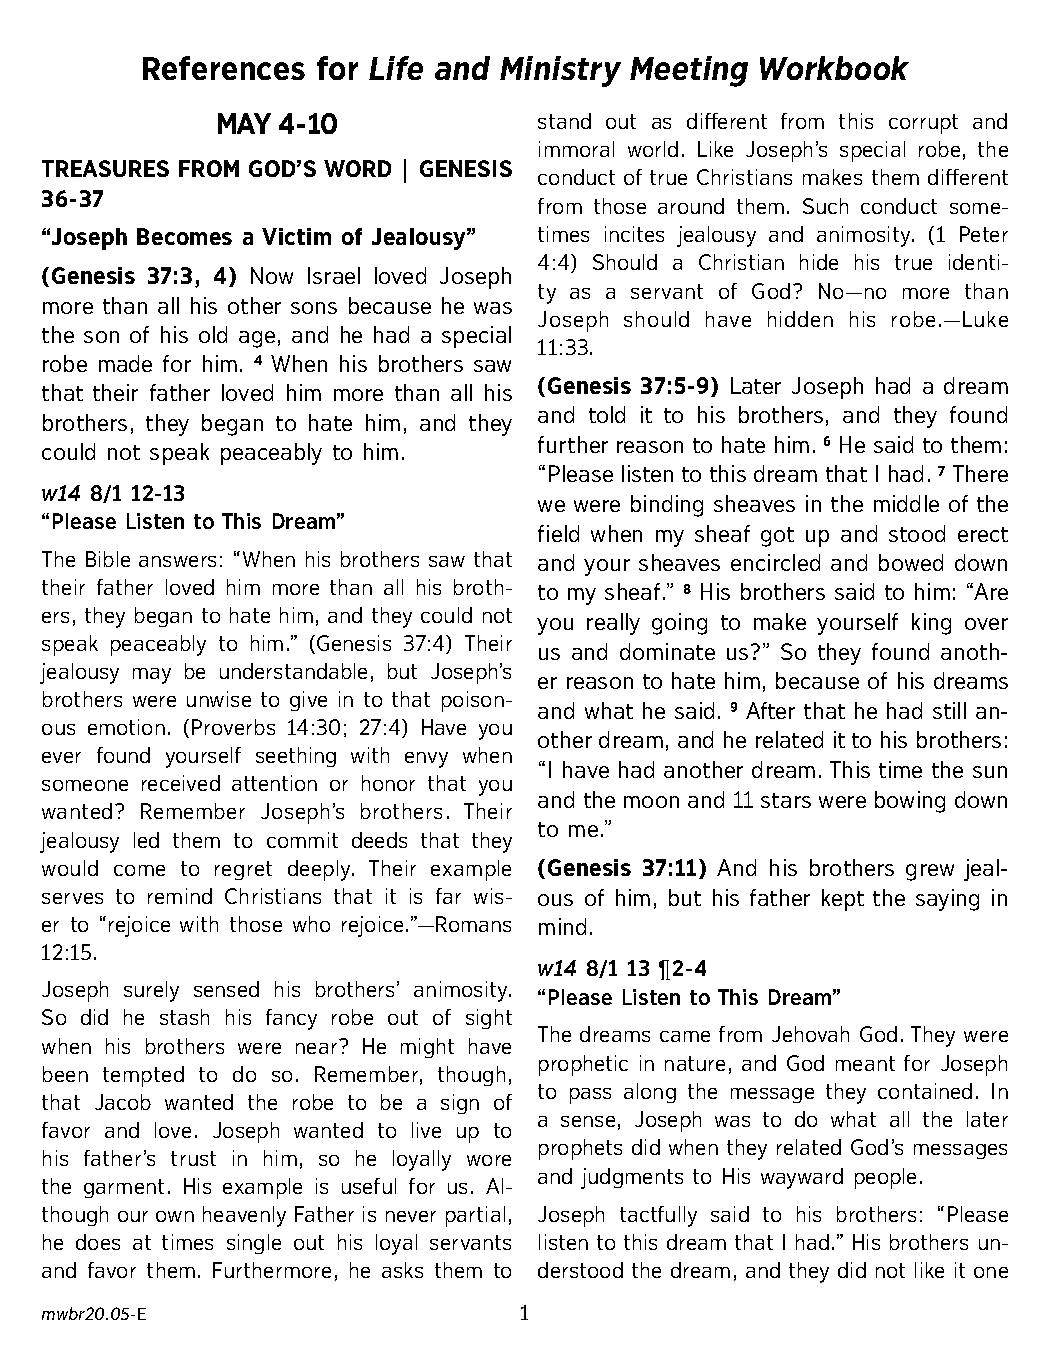 References for Life and Ministry Meeting Workbook
MAY 4-10
TREASURES FROM GOD’S WORD | GENESIS
36-37
“Joseph Becomes a Victim of Jealousy”
(Genesis 37:3, 4) Now Israel loved Joseph
more than all his other sons because he was
the son of his old age, and he had a special
robe made for him. 4 When his brothers saw
that their father loved him more than all his
brothers, they began to hate him, and they
could not speak peaceably to him.
w14 8/1 12-13
“Please Listen to This Dream”
The Bible answers: “When his brothers saw that
their father loved him more than all his broth-
ers, they began to hate him, and they could not
speak peaceably to him.” (Genesis 37:4) Their
jealousy may be understandable, but Joseph’s
brothers were unwise to give in to that poison-
ous emotion. (Proverbs 14:30; 27:4) Have you
ever found yourself seething with envy when
someone received attention or honor that you
wanted? Remember Joseph’s brothers. Their
jealousy led them to commit deeds that they
would come to regret deeply. Their example
serves to remind Christians that it is far wis-
er to “rejoice with those who rejoice.”—Romans
12:15.
Joseph surely sensed his brothers’ animosity.
So did he stash his fancy robe out of sight
when his brothers were near? He might have
been tempted to do so. Remember, though,
that Jacob wanted the robe to be a sign of
favor and love. Joseph wanted to live up to
his father’s trust in him, so he loyally wore
the garment. His example is useful for us. Al-
though our own heavenly Father is never partial,
he does at times single out his loyal servants
and favor them. Furthermore, he asks them to
stand out as different from this corrupt and
immoral world. Like Joseph’s special robe, the
conduct of true Christians makes them different
from those around them. Such conduct some-
times incites jealousy and animosity. (1 Peter
4:4) Should a Christian hide his true identi-
ty as a servant of God? No—no more than
Joseph should have hidden his robe.—Luke
11:33.
(Genesis 37:5-9) Later Joseph had a dream
and told it to his brothers, and they found
further reason to hate him. 6 He said to them:
“Please listen to this dream that I had. 7 There
we were binding sheaves in the middle of the
field when my sheaf got up and stood erect
and your sheaves encircled and bowed down
to my sheaf.” 8 His brothers said to him: “Are
you really going to make yourself king over
us and dominate us?” So they found anoth-
er reason to hate him, because of his dreams
and what he said. 9 After that he had still an-
other dream, and he related it to his brothers:
“I have had another dream. This time the sun
and the moon and 11 stars were bowing down
to me.”
(Genesis 37:11) And his brothers grew jeal-
ous of him, but his father kept the saying in
mind.
w14 8/1 13 ¶2-4
“Please Listen to This Dream”
The dreams came from Jehovah God. They were
prophetic in nature, and God meant for Joseph
to pass along the message they contained. In
a sense, Joseph was to do what all the later
prophets did when they related God’s messages
and judgments to His wayward people.
Joseph tactfully said to his brothers: “Please
listen to this dream that I had.” His brothers un-
derstood the dream, and they did not like it one
mwbr20.05-E
1